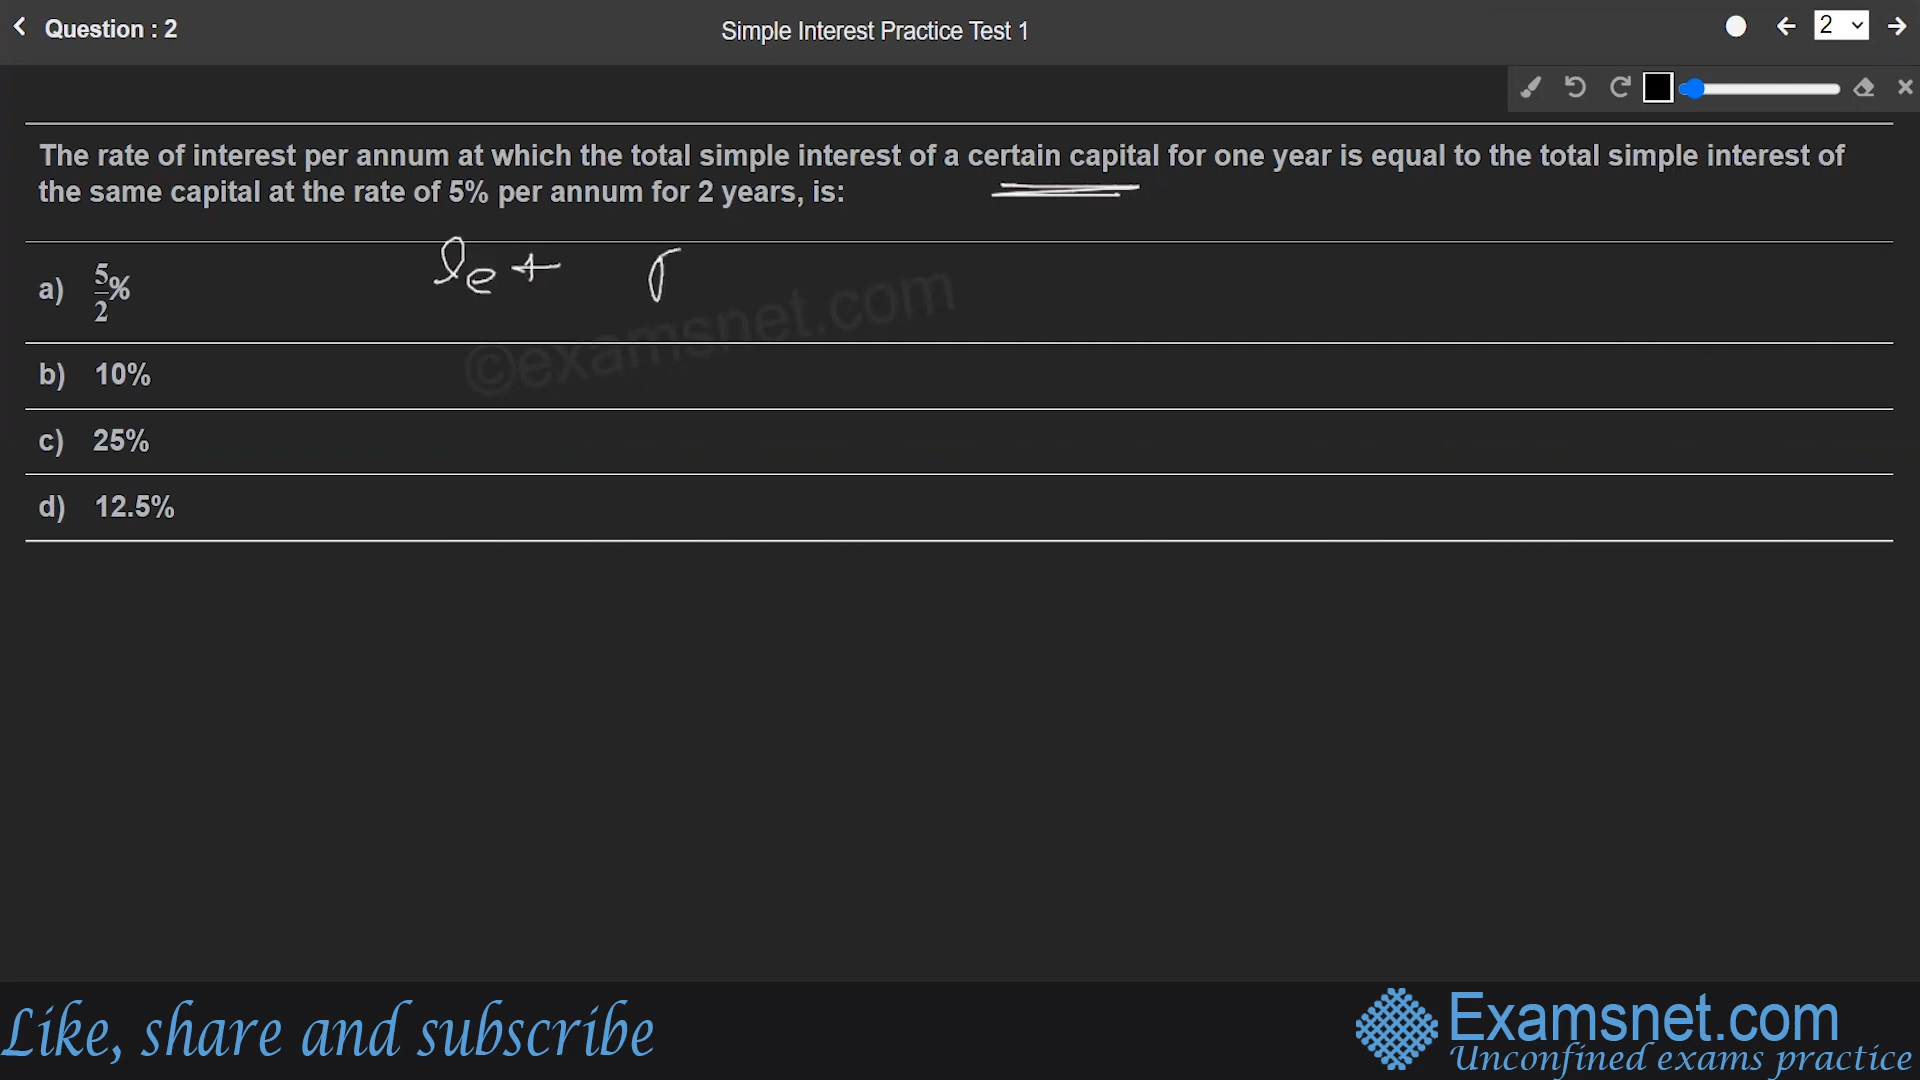 Question : 2
Simple Interest Practice Test 1
2
The rate of interest per annum at which the total simple interest of a certain capital for one year is equal to the total simple interest of
the same capital at the rate of 5% per annum for 2 years, is:
let
a) 5/2%
©examsnet.com
b) 10%
c) 25%
d) 12.5%
Like, share and subscribe
Examsnet.com
Unconfined exams practice